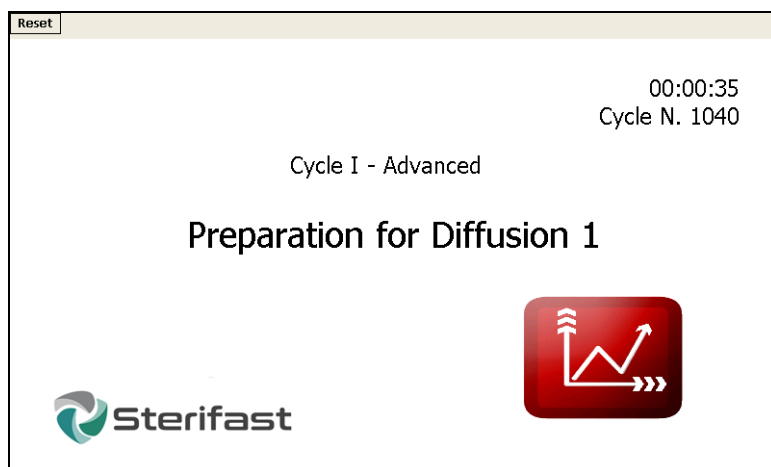 Reset
00:00:35
Cycle N. 1040
Cycle I - Advanced
Preparation for Diffusion 1
Sterifast